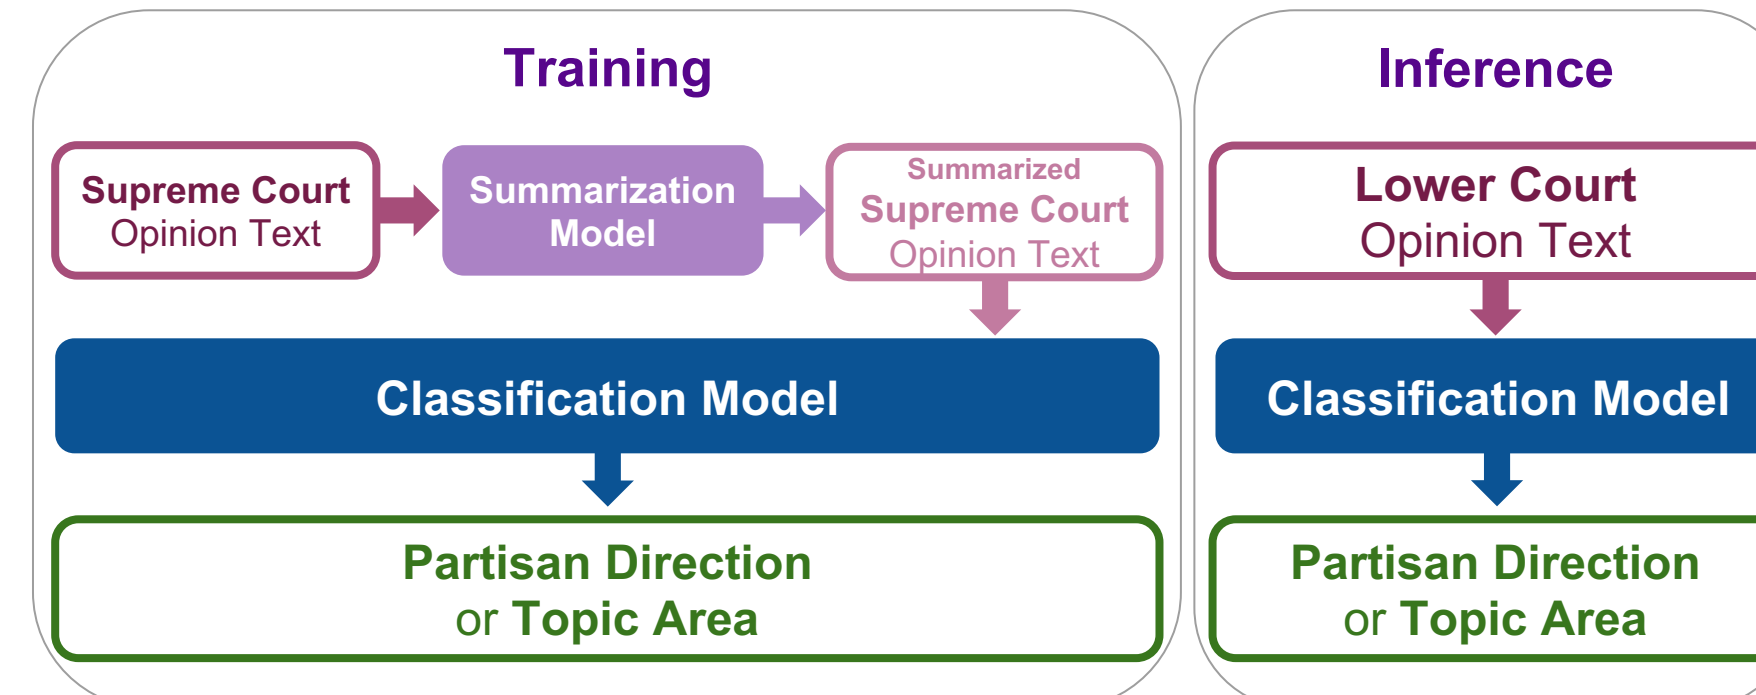 Training
Supreme Court
Opinion Text
Summarization
Model
Summarized
Supreme Court
Opinion Text
Classification Model
Partisan Direction
or Topic Area
Inference
Lower Court
Opinion Text
Classification Model
Partisan Direction
or Topic Area